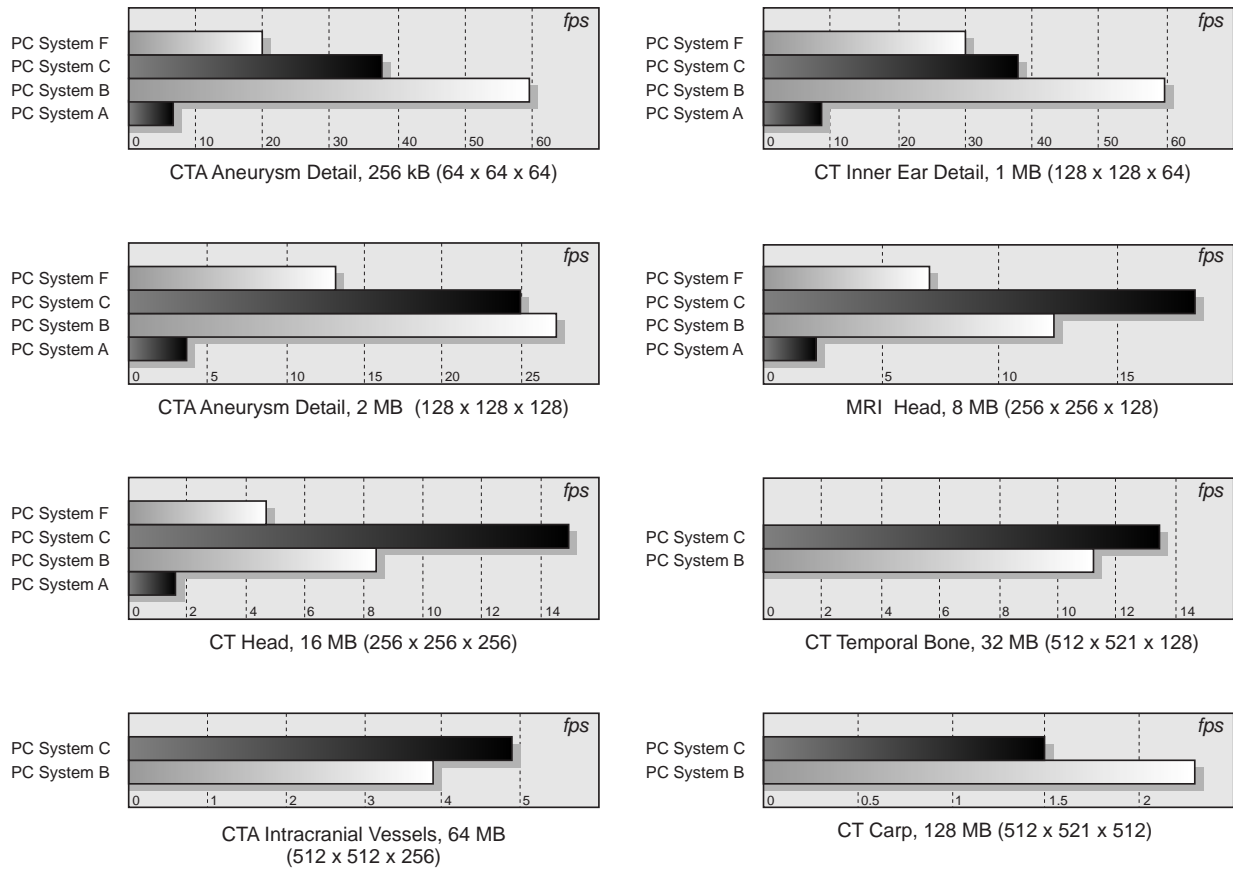 fps
PC System F
PC System C
PC System B
PC System A
0 10 20 30 40 50 60
CTA Aneurysm Detail, 256 kB (64 x 64 x 64)
fps
PC System F
PC System C
PC System B
PC System A
0 10 20 30 40 50 60
CT Inner Ear Detail, 1 MB (128 x 128 x 64)
fps
PC System F
PC System C
PC System B
PC System A
0 5 10 15 20 25
CTA Aneurysm Detail, 2 MB (128 x 128 x 128)
fps
PC System F
PC System C
PC System B
PC System A
0 5 10 15
MRI Head, 8 MB (256 x 256 x 128)
fps
PC System F
PC System C
PC System B
PC System A
0 2 4 6 8 10 12 14
CT Head, 16 MB (256 x 256 x 256)
fps
PC System C
PC System B
0 2 4 6 8 10 12 14
CT Temporal Bone, 32 MB (512 x 521 x 128)
fps
PC System C
PC System B
0 1 2 3 4 5
CTA Intracranial Vessels, 64 MB
(512 x 512 x 256)
fps
PC System C
PC System B
0 0.5 1 1.5 2
CT Carp, 128 MB (512 x 521 x 512)